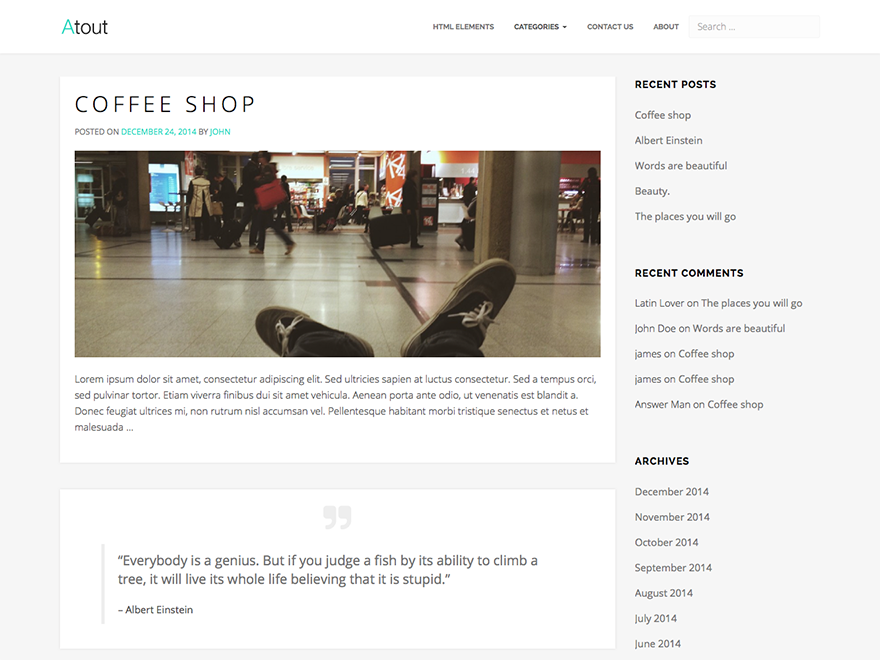 Atout
HTML ELEMENTS
CATEGORIES
CONTACT US
ABOUT
Search ...
COFFEE SHOP
POSTED ON DECEMBER 24, 2014 BY JOHN
Lorem ipsum dolor sit amet, consectetur adipiscing elit. Sed ultricies sapien at luctus consectetur. Sed a tempus orci,
sed pulvinar tortor. Etiam viverra finibus dui sit amet vehicula. Aenean porta ante odio, ut venenatis est blandit a.
Donec feugiat ultrices mi, non rutrum nisl accumsan vel. Pellentesque habitant morbi tristique senectus et netus et
malesuada ...
“Everybody is a genius. But if you judge a fish by its ability to climb a
tree, it will live its whole life believing that it is stupid.”
– Albert Einstein
RECENT POSTS
Coffee shop
Albert Einstein
Words are beautiful
Beauty.
The places you will go
RECENT COMMENTS
Latin Lover on The places you will go
John Doe on Words are beautiful
james on Coffee shop
james on Coffee shop
Answer Man on Coffee shop
ARCHIVES
December 2014
November 2014
October 2014
September 2014
August 2014
July 2014
June 2014